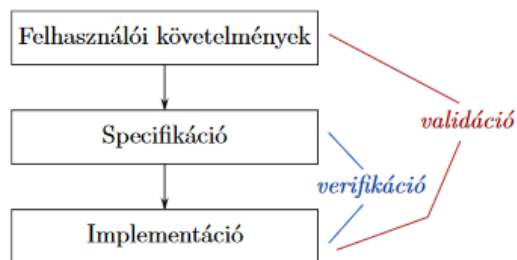 Felhasználói követelmények
Specifikáció
validáció
verifikáció
Implementáció